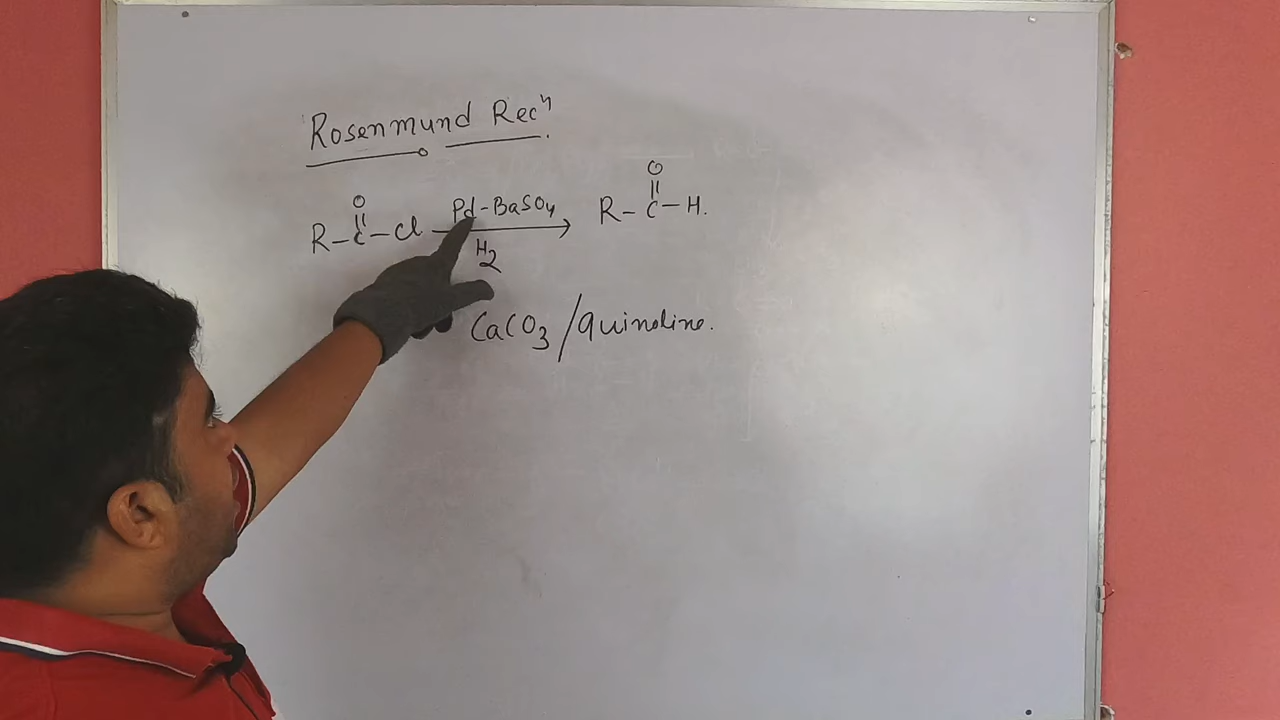 Rosenmund Recⁿ
O O
R-C-Cl Pd-BaSO4 → R-C-H.
H2
CaCO3/quinoline.